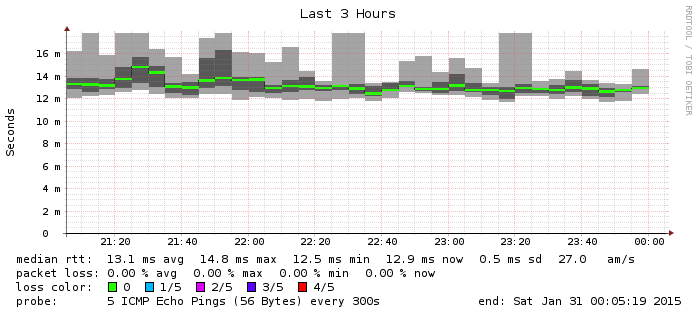 Last 3 Hours
RRDTOOL / TOBI OETIKER
Seconds
16 m
14 m
12 m
10 m
8 m
6 m
4 m
2 m
0
21:20 21:40 22:00 22:20 22:40 23:00 23:20 23:40 00:00
median rtt: 13.1 ms avg 14.8 ms max 12.5 ms min 12.9 ms now 0.5 ms sd 27.0 am/s
packet loss: 0.00 % avg 0.00 % max 0.00 % min 0.00 % now
loss color: 0 1/5 2/5 3/5 4/5
probe: 5 ICMP Echo Pings (56 Bytes) every 300s end: Sat Jan 31 00:05:19 2015